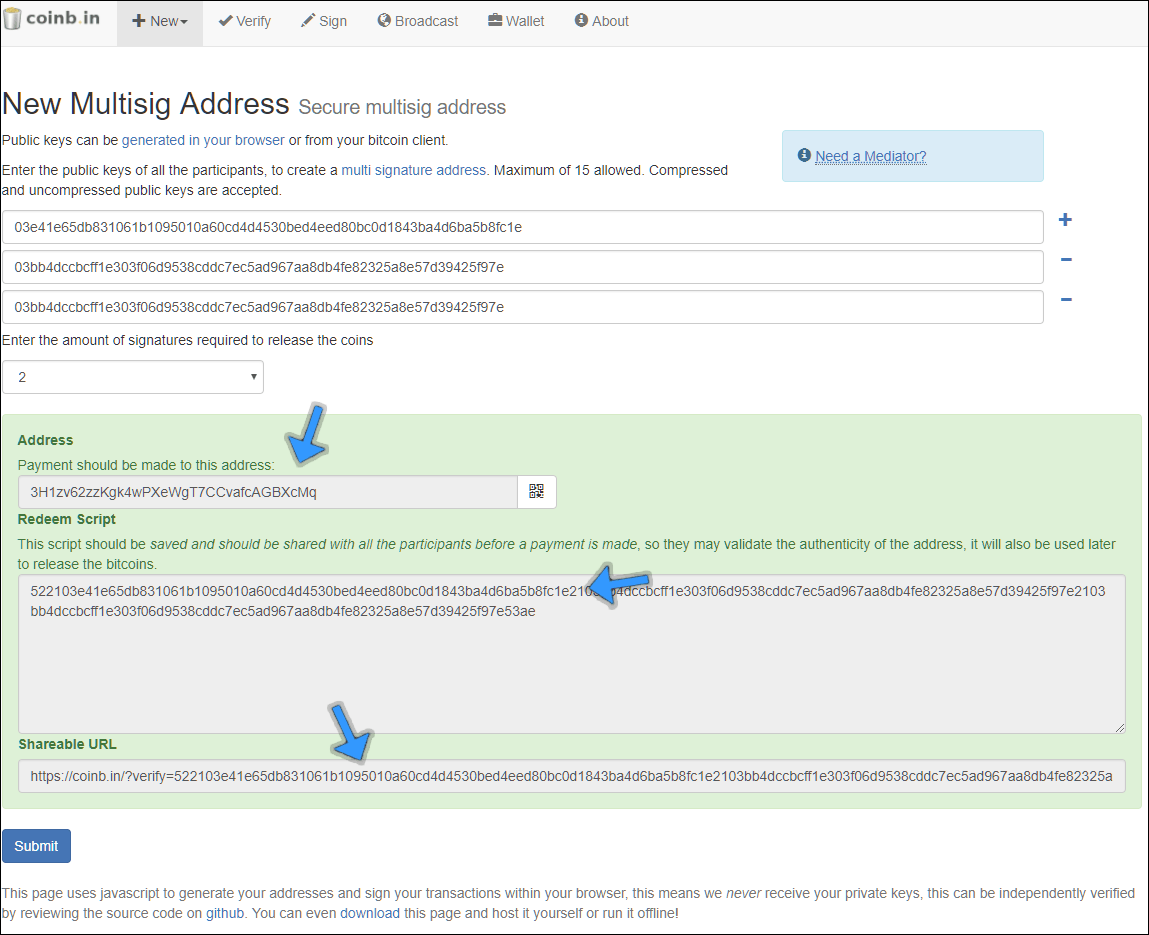 coinb.in
New
Verify
Sign
Broadcast
Wallet
About
New Multisig Address Secure multisig address
Public keys can be generated in your browser or from your bitcoin client.
Need a Mediator?
Enter the public keys of all the participants, to create a multi signature address. Maximum of 15 allowed. Compressed
and uncompressed public keys are accepted.
03e41e65db831061b1095010a60cd4d4530bed4eed80bc0d1843ba4d6ba5b8fc1e
03bb4dccbcff1e303f06d9538cddc7ec5ad967aa8db4fe82325a8e57d39425f97e
03bb4dccbcff1e303f06d9538cddc7ec5ad967aa8db4fe82325a8e57d39425f97e
Enter the amount of signatures required to release the coins
2
Address
Payment should be made to this address:
3H1zv62zzKgk4wPXeWgT7CCvafcAGBXcMq
Redeem Script
This script should be saved and should be shared with all the participants before a payment is made, so they may validate the authenticity of the address, it will also be used later
to release the bitcoins.
522103e41e65db831061b1095010a60cd4d4530bed4eed80bc0d1843ba4d6ba5b8fc1e2103bb4dccbcff1e303f06d9538cddc7ec5ad967aa8db4fe82325a8e57d39425f97e2103
bb4dccbcff1e303f06d9538cddc7ec5ad967aa8db4fe82325a8e57d39425f97e53ae
Shareable URL
https://coinb.in/?verify=522103e41e65db831061b1095010a60cd4d4530bed4eed80bc0d1843ba4d6ba5b8fc1e2103bb4dccbcff1e303f06d9538cddc7ec5ad967aa8db4fe82325a
Submit
This page uses javascript to generate your addresses and sign your transactions within your browser, this means we never receive your private keys, this can be independently verified
by reviewing the source code on github. You can even download this page and host it yourself or run it offline!